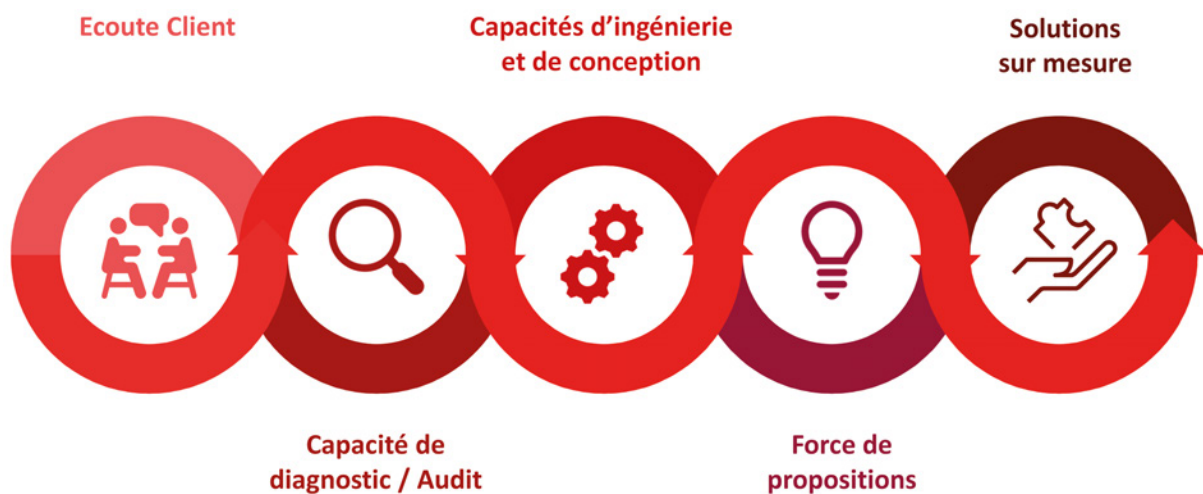 Ecoute Client
Capacités d’ingénierie
et de conception
Solutions
sur mesure
Capacité de
diagnostic / Audit
Force de
propositions